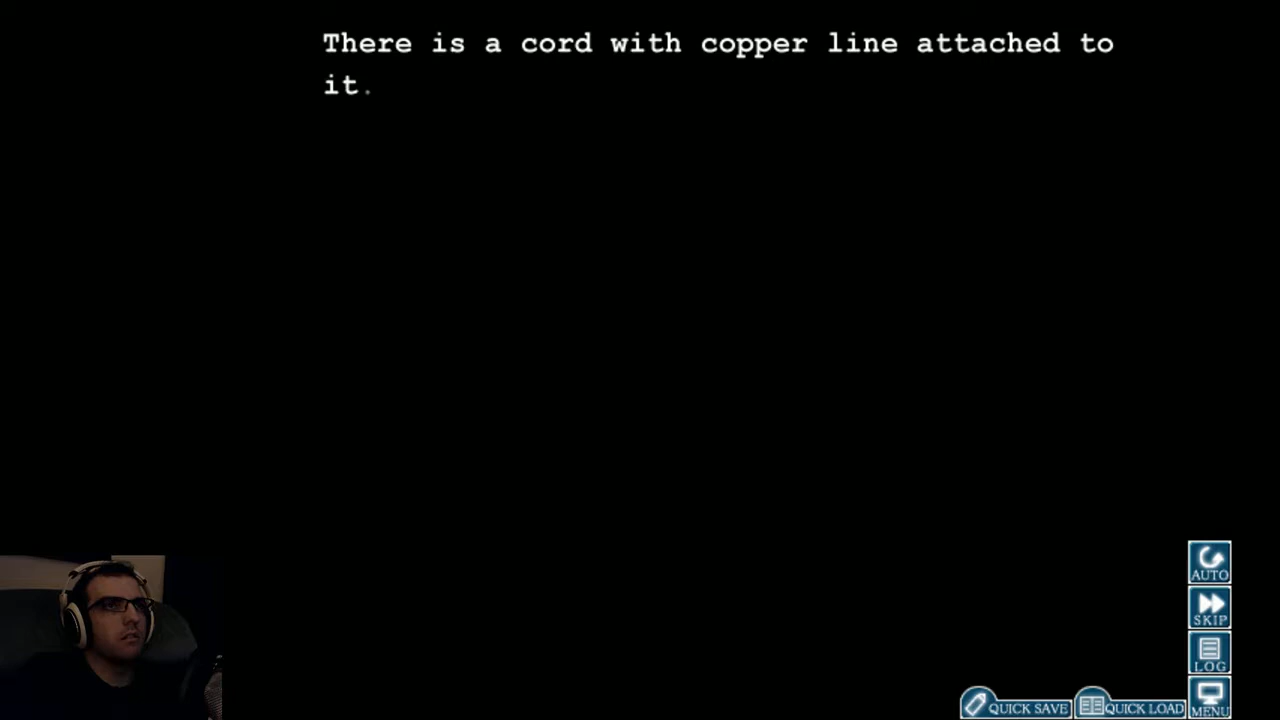 There is a cord with copper line attached to
it.
AUTO
SKIP
LOG
QUICK SAVE
QUICK LOAD
MENU